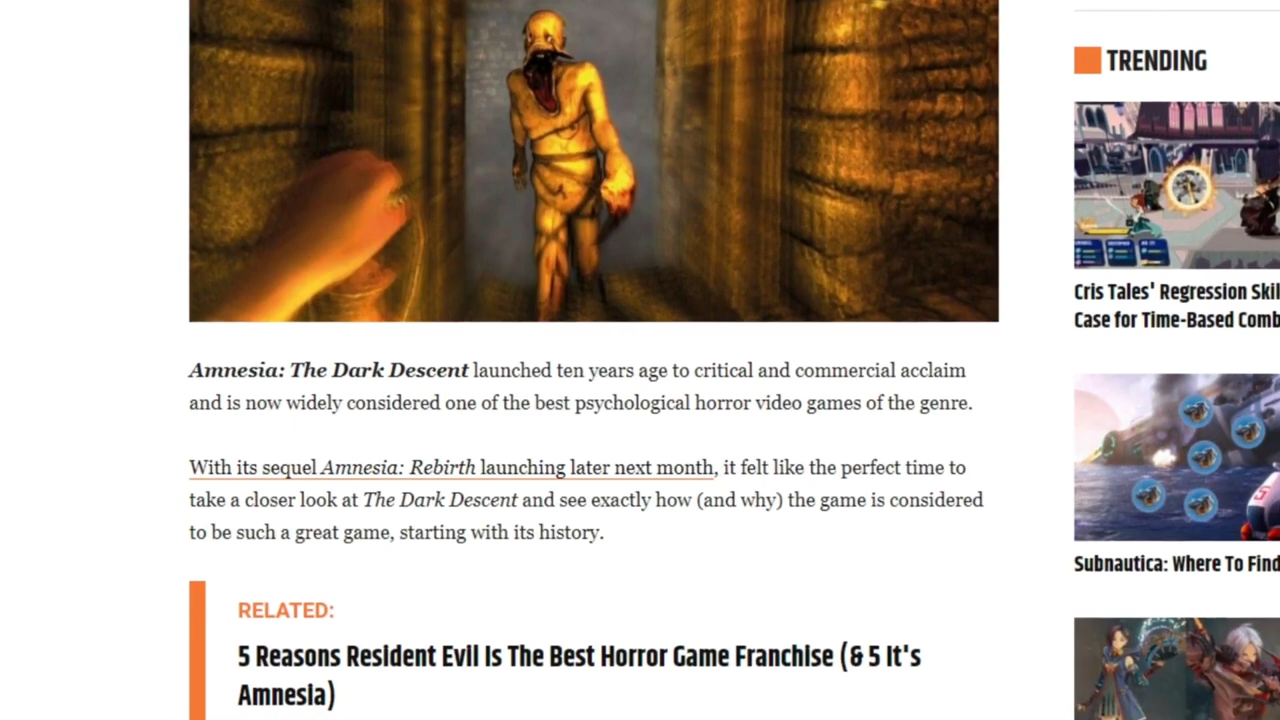 Amnesia: The Dark Descent launched ten years age to critical and commercial acclaim
and is now widely considered one of the best psychological horror video games of the genre.
With its sequel Amnesia: Rebirth launching later next month, it felt like the perfect time to
take a closer look at The Dark Descent and see exactly how (and why) the game is considered
to be such a great game, starting with its history.
RELATED:
5 Reasons Resident Evil Is The Best Horror Game Franchise (& 5 It's
Amnesia)
TRENDING
Cris Tales' Regression Skil
Case for Time-Based Comb
Subnautica: Where To Find